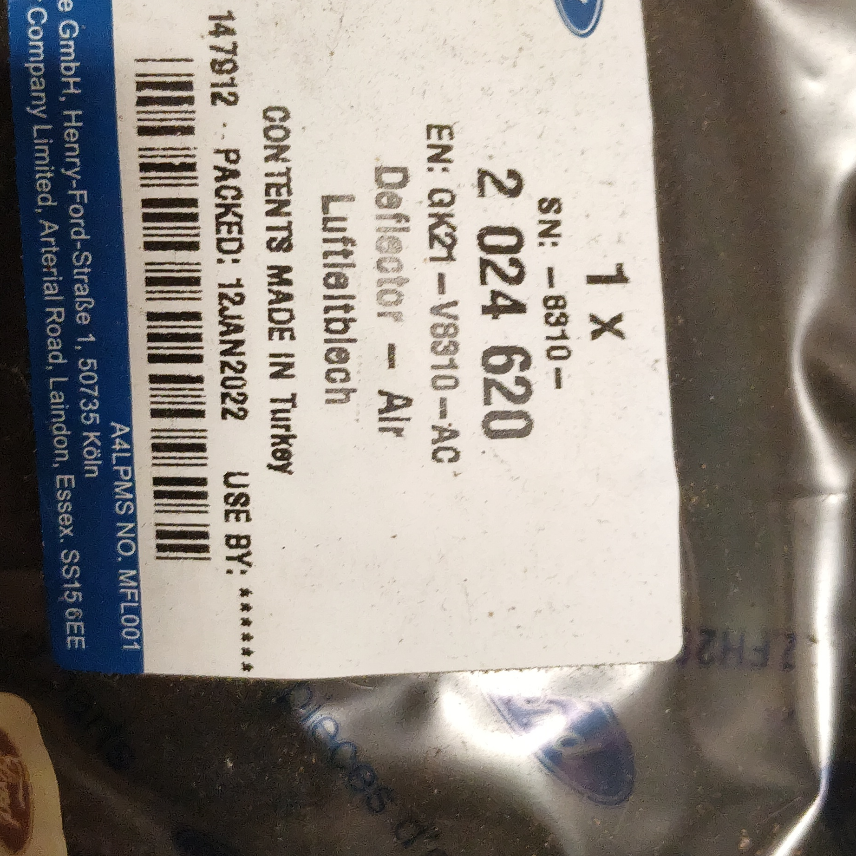 1 x
SN: -8310-
2 024 620
EN: GK21-V8310-AC
Deflector - Air
Luftleitblech
CONTENTS MADE IN Turkey
147912 PACKED: 12JAN2022 USE BY: ******
A4LPMS NO. MFL001
e GmbH, Henry-Ford-Straße 1, 50735 Köln
Company Limited, Arterial Road, Laindon, Essex. SS15 6EE
pieces d'
Ford